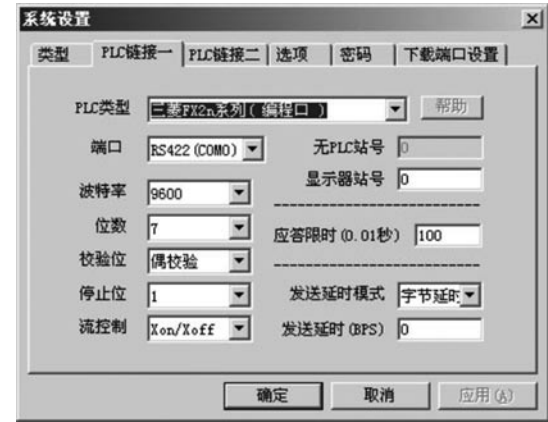 系统设置
类型 PLC链接一 PLC链接二 选项 密码 下载端口设置
PLC类型 三菱FX2n系列(编程口) 帮助
端口 RS422(COM0) 无PLC站号 0
显示器站号 0
波特率 9600
位数 7 应答限时(0.01秒) 100
校验位 偶校验
停止位 1 发送延时模式 字节延时
流控制 Xon/Xoff 发送延时(BPS) 0
确定 取消 应用(A)